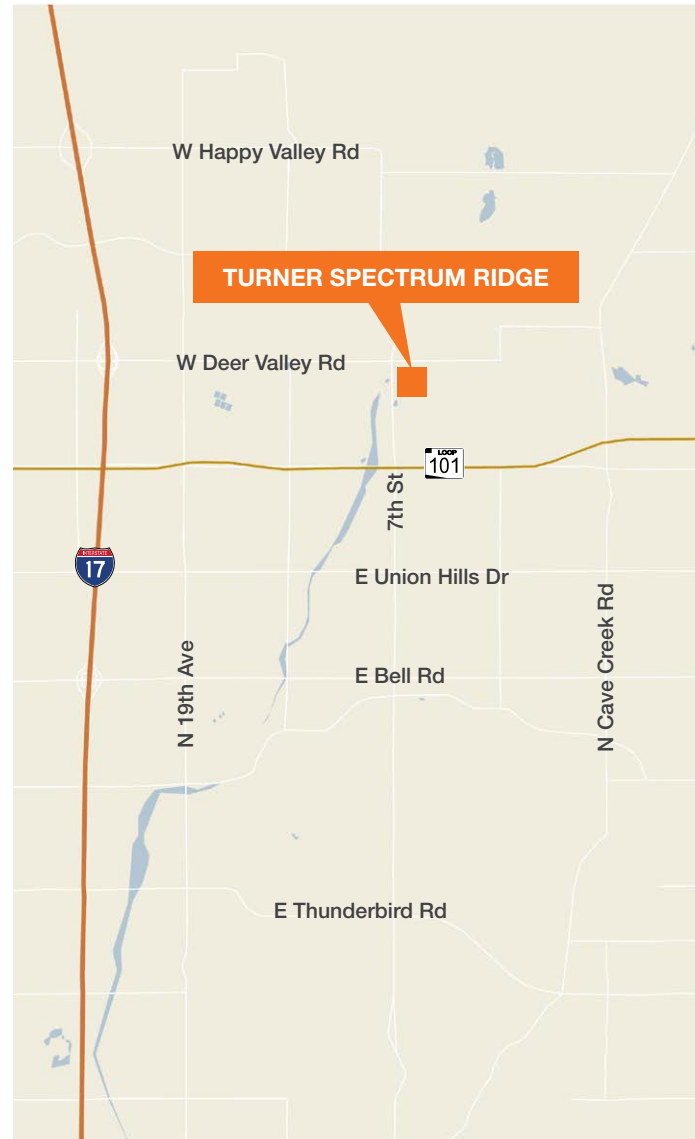 W Happy Valley Rd
TURNER SPECTRUM RIDGE
W Deer Valley Rd
LOOP
101
7th St
INTERSTATE
17
E Union Hills Dr
N 19th Ave
E Bell Rd
N Cave Creek Rd
E Thunderbird Rd